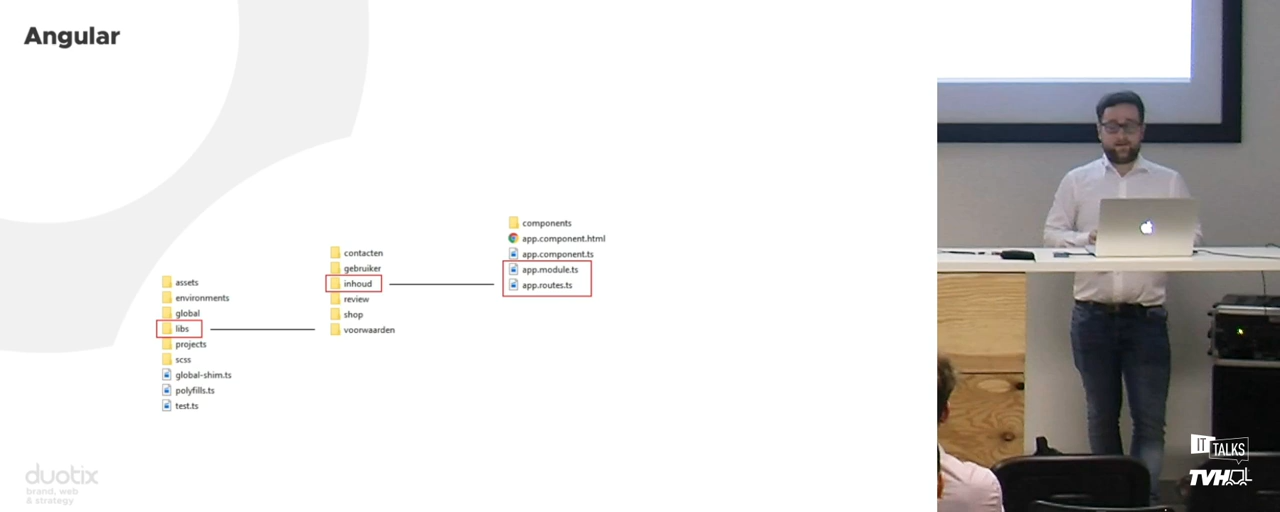 Angular
assets
environments
global
libs
projects
scss
global-shim.ts
polyfills.ts
test.ts
contacten
gebruiker
inhoud
review
shop
voorwaarden
components
app.component.html
app.component.ts
app.module.ts
app.routes.ts
duotix
brand, web
& strategy
IT TALKS
TVH